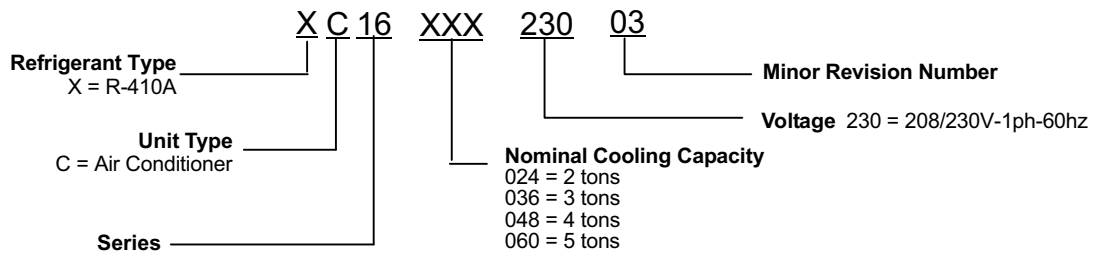 X C 16 XXX 230 03
Refrigerant Type
X = R-410A
Minor Revision Number
Voltage 230 = 208/230V-1ph-60hz
Unit Type
C = Air Conditioner
Nominal Cooling Capacity
024 = 2 tons
036 = 3 tons
048 = 4 tons
060 = 5 tons
Series